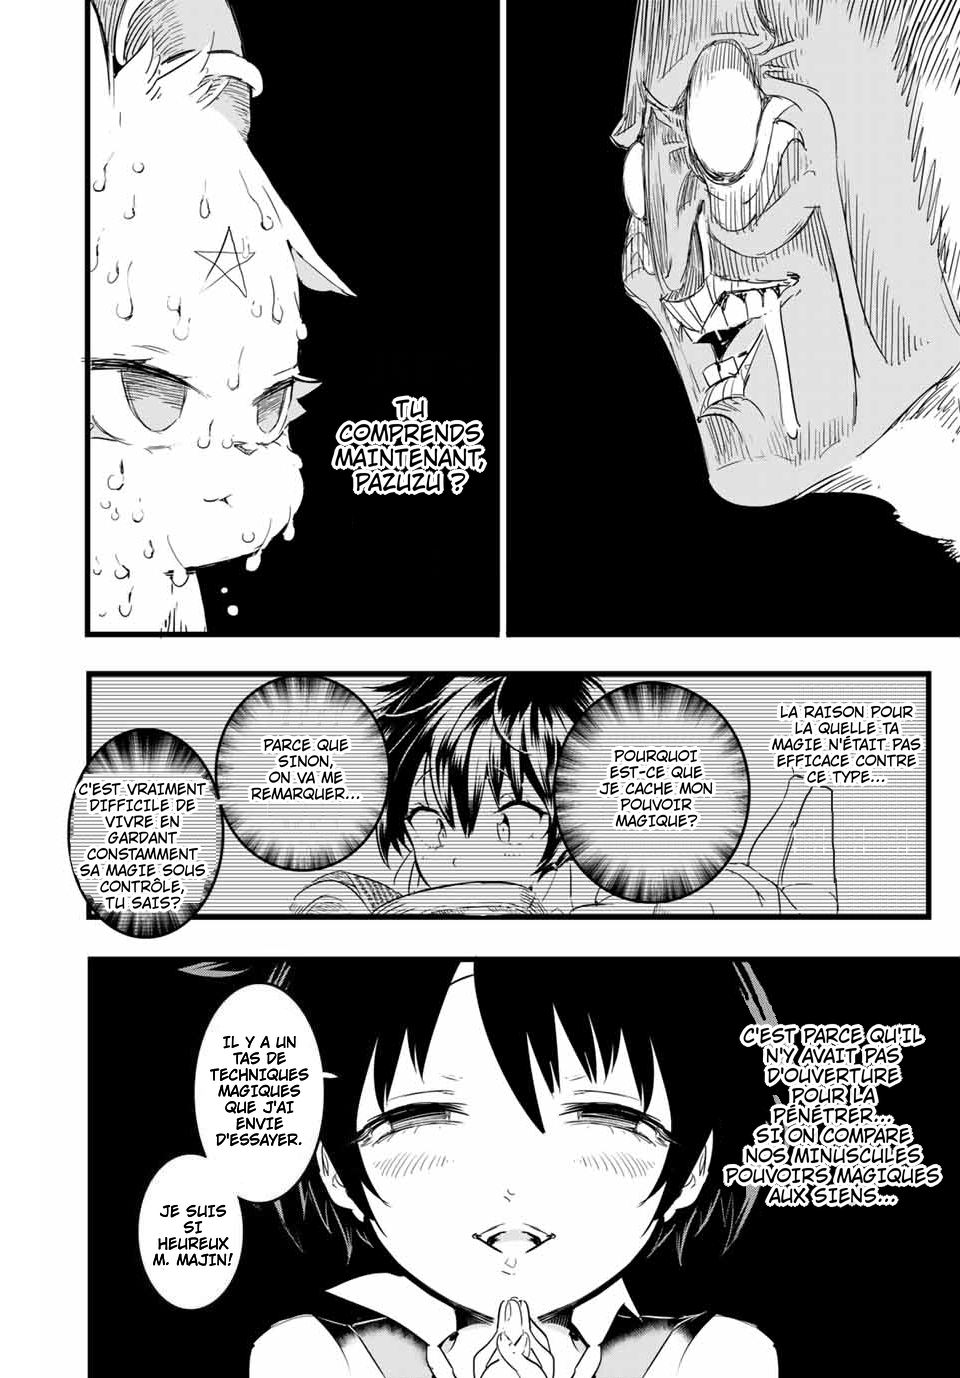 TU
COMPRENDS
MAINTENANT,
PAZUZU ?
LA RAISON POUR
LA QUELLE TA
MAGIE N'ÉTAIT PAS
EFFICACE CONTRE
CE TYPE...
POURQUOI
EST-CE QUE
JE CACHE MON
POUVOIR
MAGIQUE?
PARCE QUE
SINON,
ON VA ME
REMARQUER...
C'EST VRAIMENT
DIFFICILE DE
VIVRE EN
GARDANT
CONSTAMMENT
SA MAGIE SOUS
CONTRÔLE,
TU SAIS?
C'EST PARCE QU'IL
N'Y AVAIT PAS
D'OUVERTURE
POUR LA
PÉNÉTRER...
SI ON COMPARE
NOS MINUSCULES
POUVOIRS MAGIQUES
AUX SIENS...
IL Y A UN
TAS DE
TECHNIQUES
MAGIQUES
QUE J'AI
ENVIE
D'ESSAYER.
JE SUIS
SI
HEUREUX
M. MAJIN!